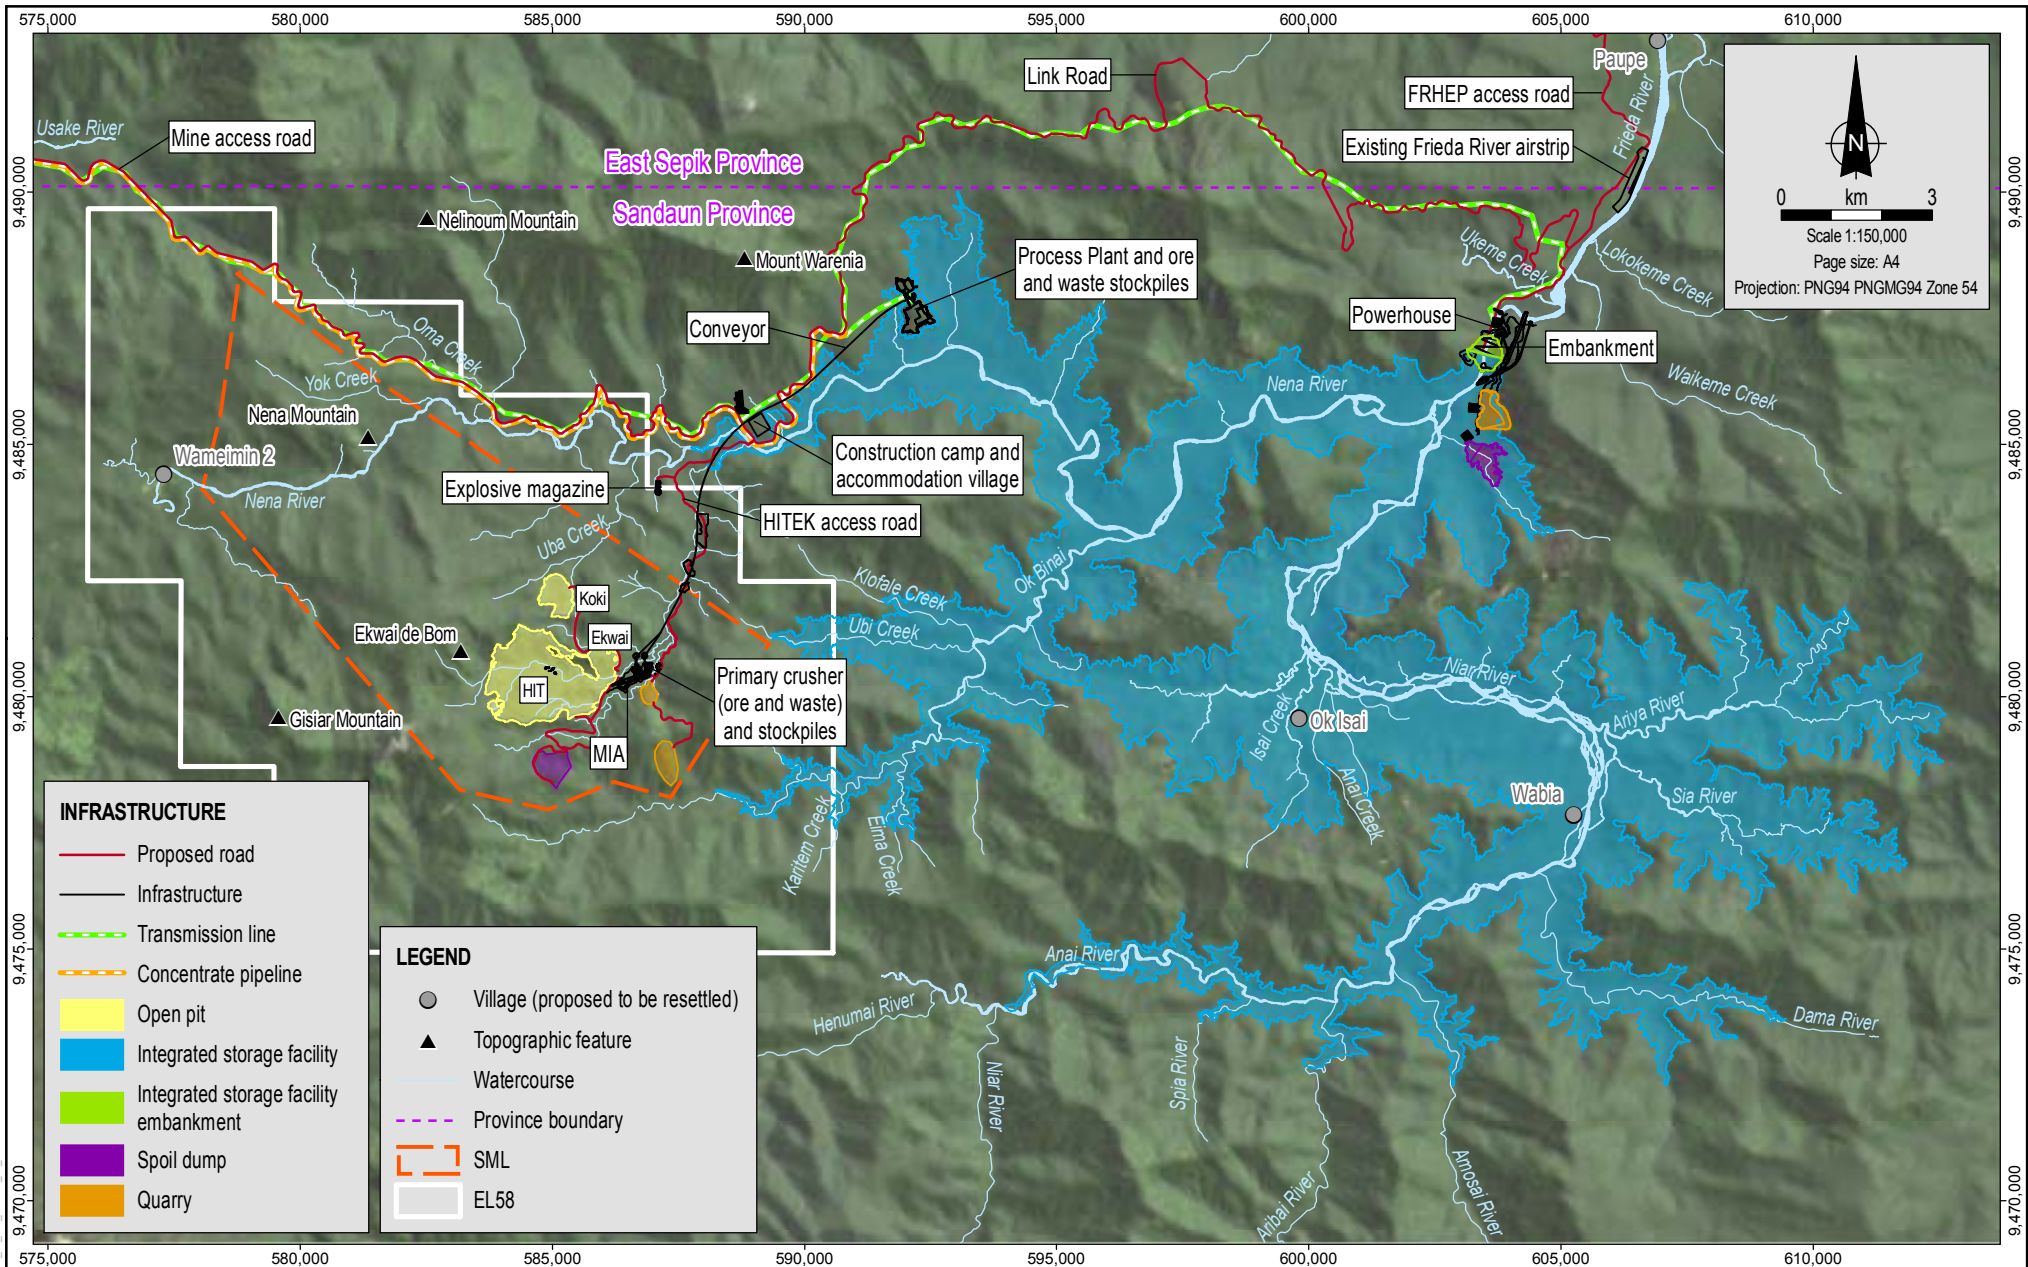 575,000
580,000
585,000
590,000
595,000
600,000
605,000
610,000
Paupe
Link Road
FRHEP access road
Frieda River
Usake River
Mine access road
Existing Frieda River airstrip
East Sepik Province
Sandaun Province
N
0 km 3
Scale 1:150,000
Page size: A4
Projection: PNG94 PNGMG94 Zone 54
9,490,000
9,490,000
Nelinoum Mountain
Mount Warenia
Process Plant and ore
and waste stockpiles
Ukeme Creek
Lokokeme Creek
Conveyor
Powerhouse
Embankment
Oma Creek
Yok Creek
Nena River
Waikeme Creek
Nena Mountain
9,485,000
9,485,000
Wameimin 2
Construction camp and
accommodation village
Explosive magazine
Nena River
HITEK access road
Uba Creek
Ok Binai
Klofale Creek
Koki
Ubi Creek
Ekwai
Ekwai de Bom
Niar River
HIT
Primary crusher
(ore and waste)
and stockpiles
9,480,000
9,480,000
Gisiar Mountain
Ok Isai
Isai Creek
Ariya River
MIA
Anai Creek
Wabia
Sia River
Karitem Creek
Elma Creek
INFRASTRUCTURE
Proposed road
Infrastructure
Transmission line
Concentrate pipeline
Open pit
Integrated storage facility
Integrated storage facility
embankment
Spoil dump
Quarry
LEGEND
Village (proposed to be resettled)
Topographic feature
Watercourse
Province boundary
SML
EL58
Anai River
9,475,000
9,475,000
Henumai River
Dama River
Niar River
Spia River
Aribai River
Amosai River
9,470,000
9,470,000
575,000
580,000
585,000
590,000
595,000
600,000
605,000
610,000